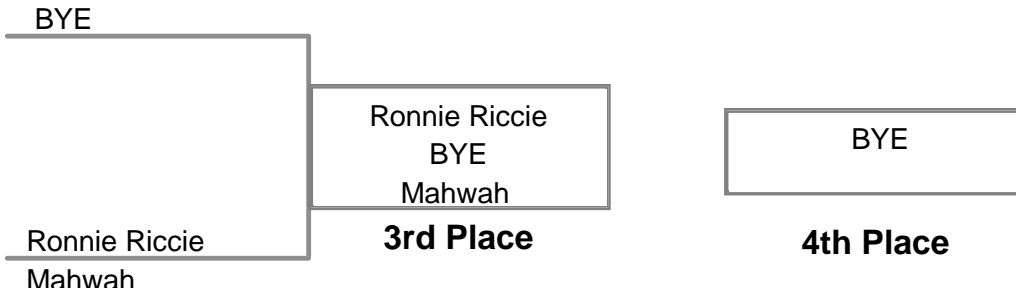 BYE
Ronnie Riccie
BYE
Mahwah
3rd Place
BYE
4th Place
Ronnie Riccie
Mahwah